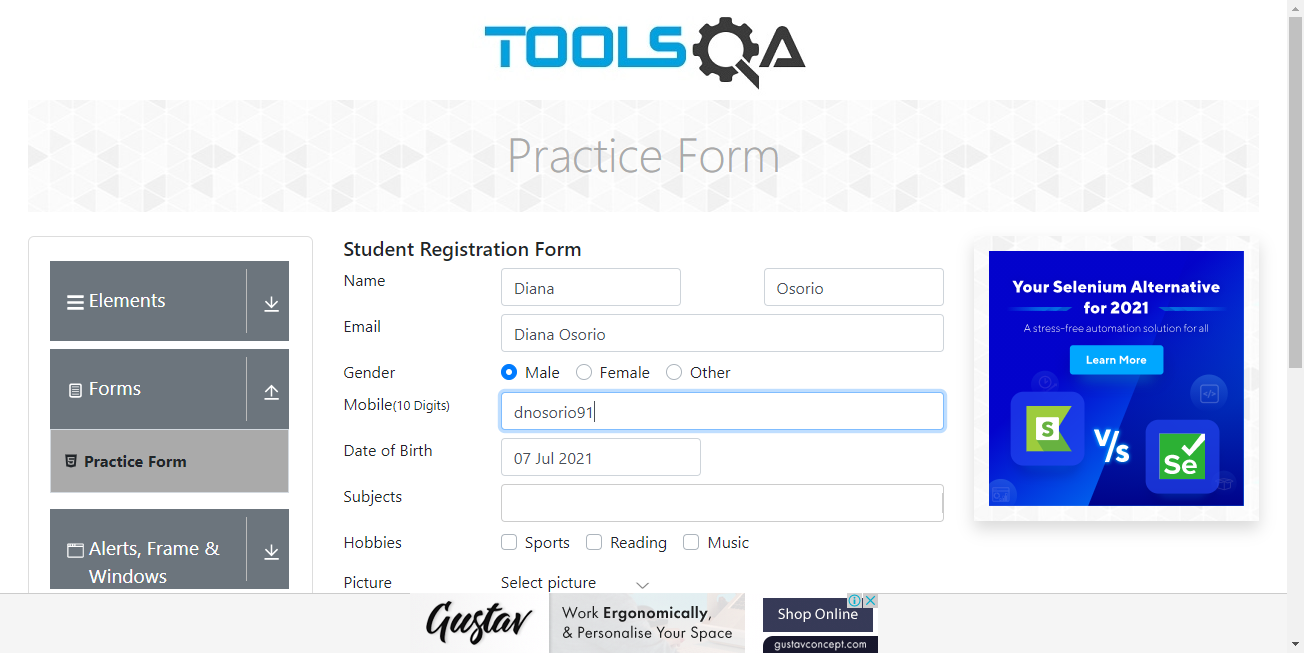 TOOLSQA
Practice Form
Elements
Forms
Practice Form
Alerts, Frame &
Windows
Student Registration Form
Name Diana Osorio
Email Diana Osorio
Gender Male Female Other
Mobile(10 Digits) dnosorio91
Date of Birth 07 Jul 2021
Subjects
Hobbies Sports Reading Music
Picture Select picture
Your Selenium Alternative
for 2021
A stress-free automation solution for all
Learn More
S
V/s
Se
Gustav
Work Ergonomically,
& Personalise Your Space
Shop Online
gustavconcept.com